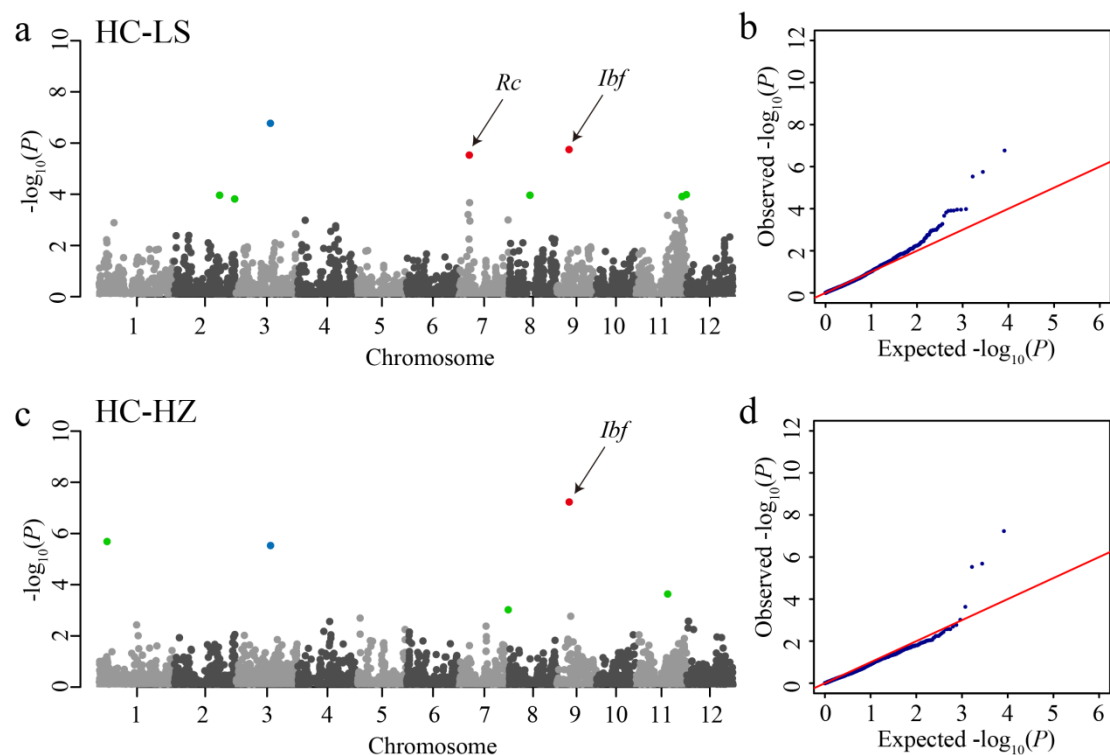 a HC-LS
10
8
6
4
2
0
-log10(P)
Rc
Ibf
1 2 3 4 5 6 7 8 9 10 11 12
Chromosome
b
12
10
8
6
4
2
0
Observed -log10(P)
0 1 2 3 4 5 6
Expected -log10(P)
c HC-HZ
10
8
6
4
2
0
-log10(P)
Ibf
1 2 3 4 5 6 7 8 9 10 11 12
Chromosome
d
12
10
8
6
4
2
0
Observed -log10(P)
0 1 2 3 4 5 6
Expected -log10(P)